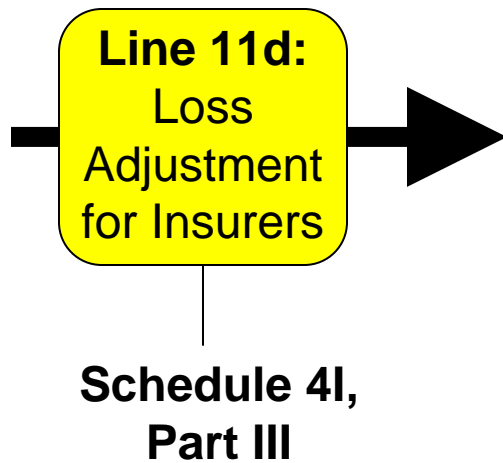 Line 11d:
Loss
Adjustment
for Insurers
Schedule 4I,
Part III